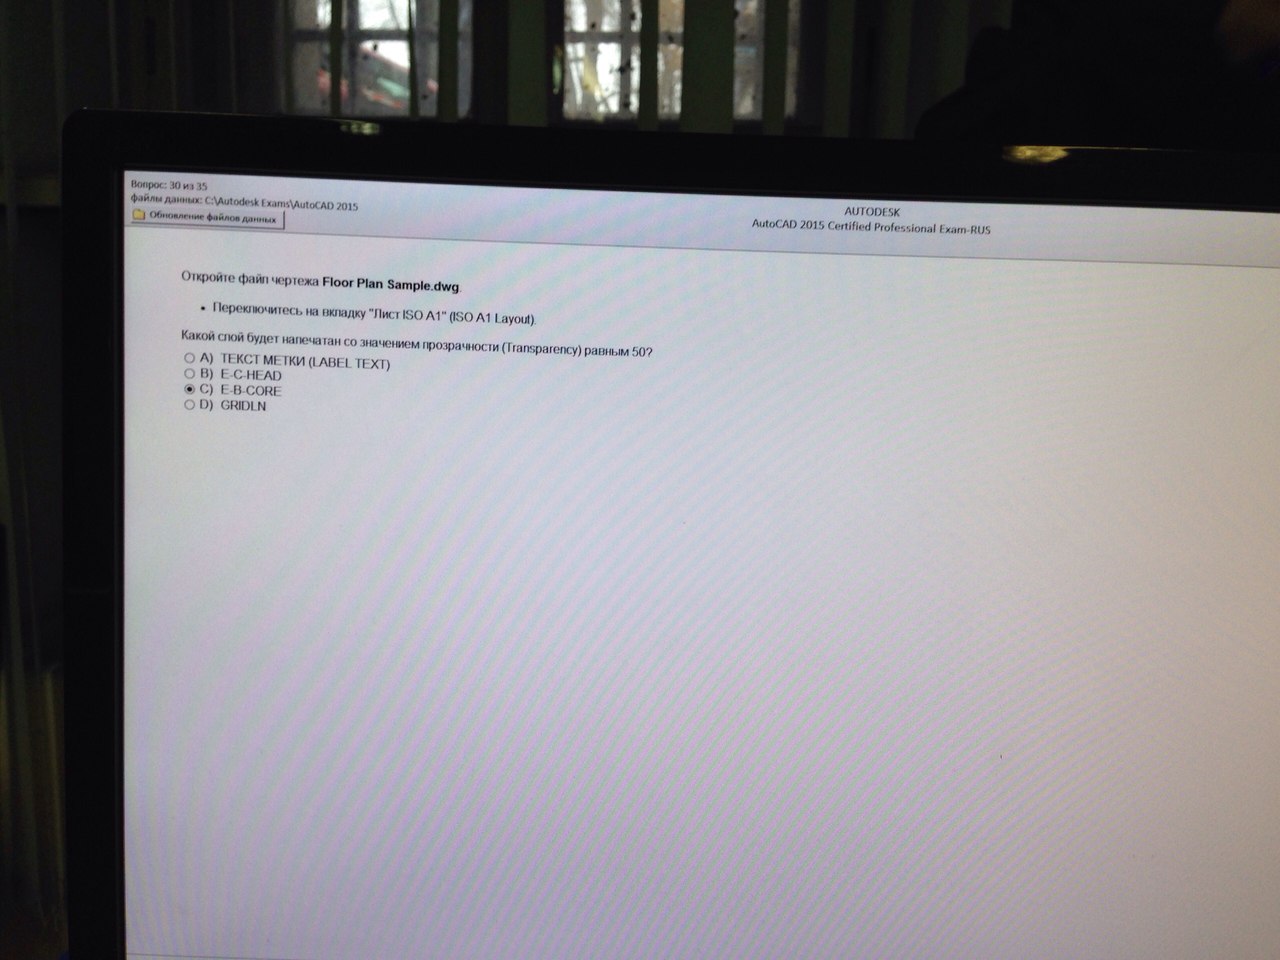 Вопрос: 30 из 35
файлы данных: C:\Autodesk Exams\AutoCAD 2015
Обновление файлов данных
AUTODESK
AutoCAD 2015 Certified Professional Exam-RUS
Откройте файл чертежа Floor Plan Sample.dwg.
• Переключитесь на вкладку "Лист ISO A1" (ISO A1 Layout).
Какой слой будет напечатан со значением прозрачности (Transparency) равным 50?
A) ТЕКСТ МЕТКИ (LABEL TEXT)
B) E-C-HEAD
C) E-B-CORE
D) GRIDLN